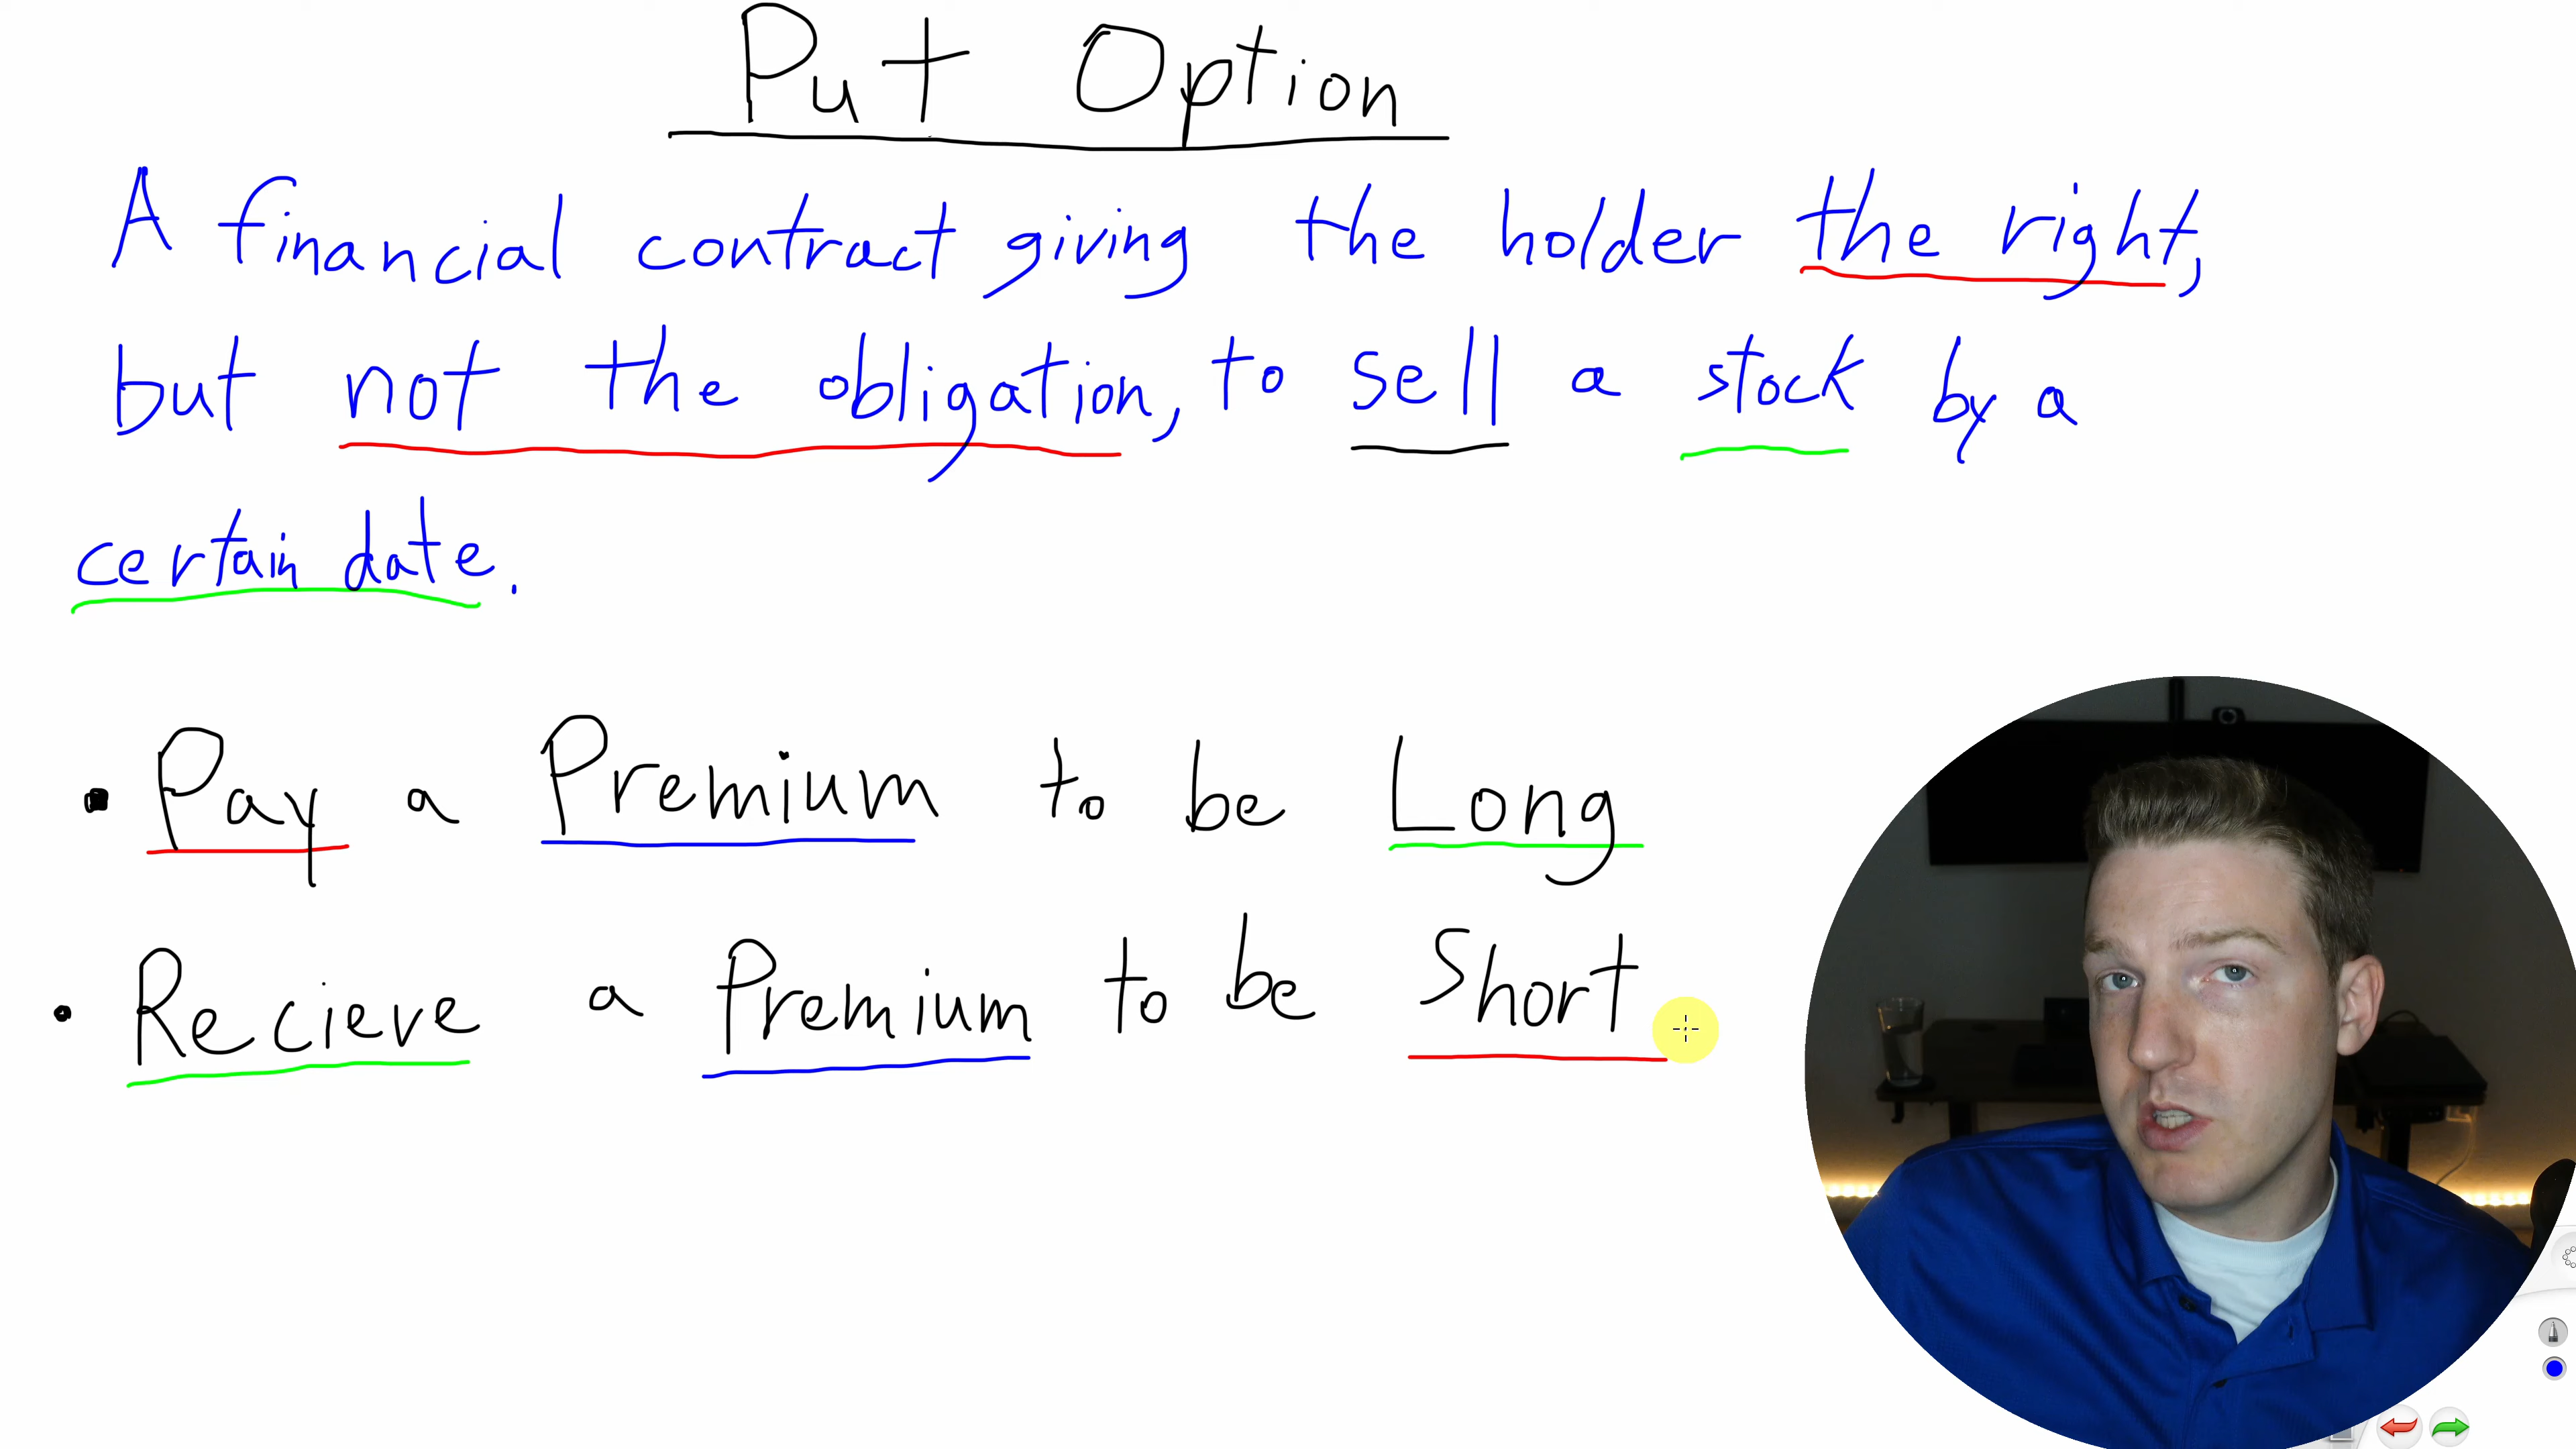 Put Option
A financial contract giving the holder the right,
but not the obligation, to sell a stock by a
certain date.
• Pay a Premium to be Long
• Recieve a Premium to be Short